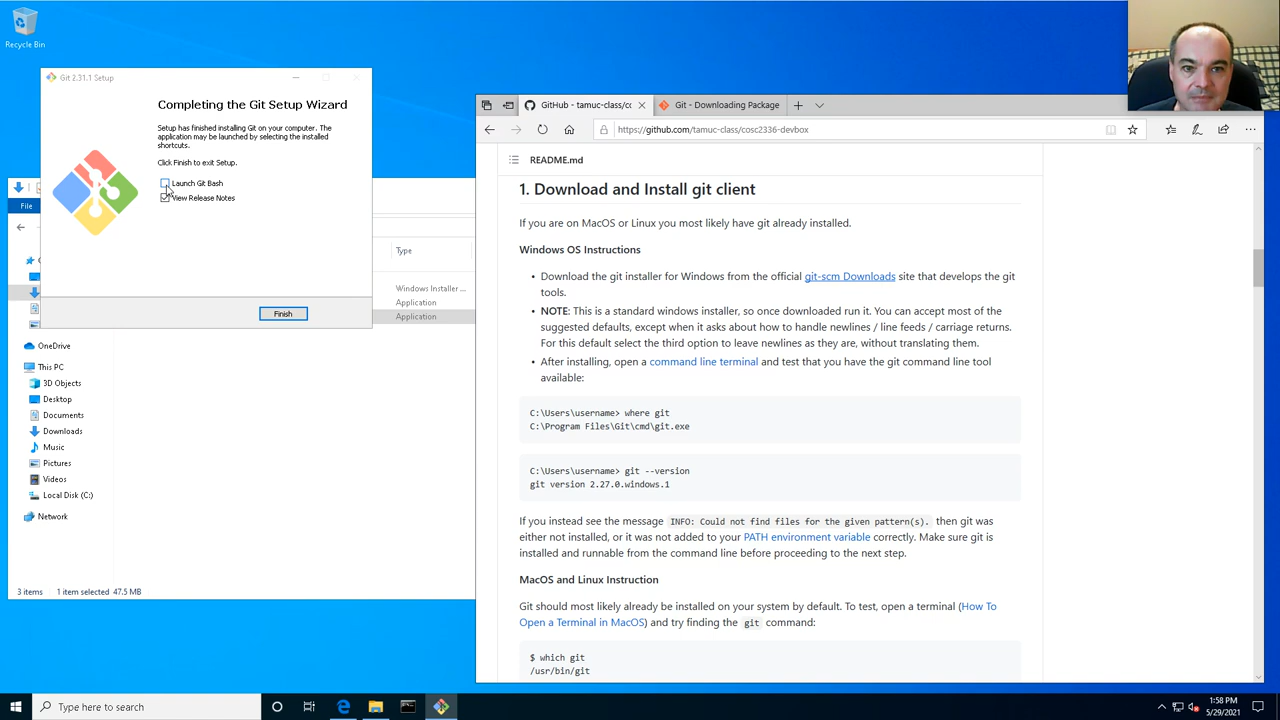 Recycle Bin
Git 2.31.1 Setup
Completing the Git Setup Wizard
Setup has finished installing Git on your computer. The
application may be launched by selecting the installed
shortcuts.
Click Finish to exit Setup.
Launch Git Bash
View Release Notes
Finish
File
Type
Windows Installer ...
Application
Application
OneDrive
This PC
3D Objects
Desktop
Documents
Downloads
Music
Pictures
Videos
Local Disk (C:)
Network
3 items 1 item selected 47.5 MB
GitHub - tamuc-class/cc
Git - Downloading Package
https://github.com/tamuc-class/cosc2336-devbox
README.md
1. Download and Install git client
If you are on MacOS or Linux you most likely have git already installed.
Windows OS Instructions
• Download the git installer for Windows from the official git-scm Downloads site that develops the git
tools.
• NOTE: This is a standard windows installer, so once downloaded run it. You can accept most of the
suggested defaults, except when it asks about how to handle newlines / line feeds / carriage returns.
For this default select the third option to leave newlines as they are, without translating them.
• After installing, open a command line terminal and test that you have the git command line tool
available:
C:\Users\username> where git
C:\Program Files\Git\cmd\git.exe
C:\Users\username> git --version
git version 2.27.0.windows.1
If you instead see the message INFO: Could not find files for the given pattern(s). then git was
either not installed, or it was not added to your PATH environment variable correctly. Make sure git is
installed and runnable from the command line before proceeding to the next step.
MacOS and Linux Instruction
Git should most likely already be installed on your system by default. To test, open a terminal (How To
Open a Terminal in MacOS) and try finding the git command:
$ which git
/usr/bin/git
Type here to search
1:58 PM
5/29/2021